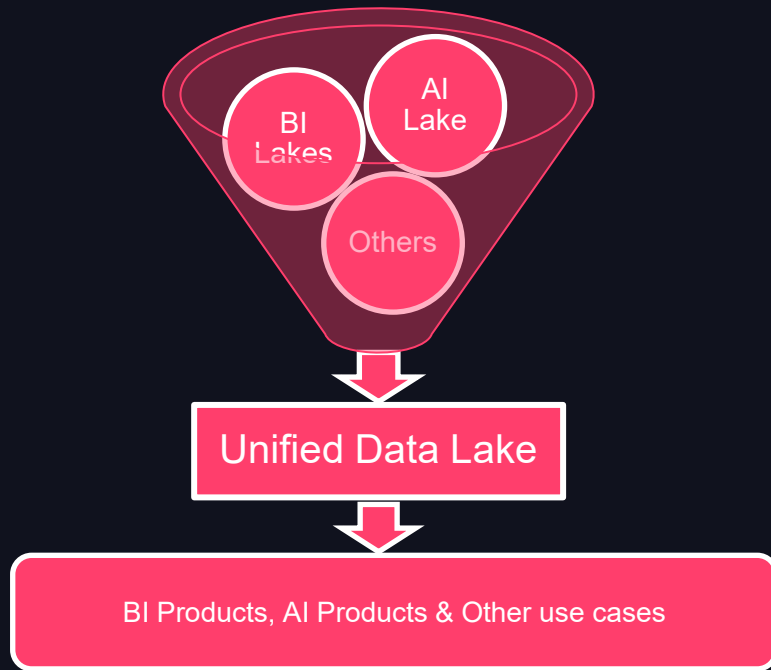 BI
Lakes
AI
Lake
Others
Unified Data Lake
BI Products, AI Products & Other use cases